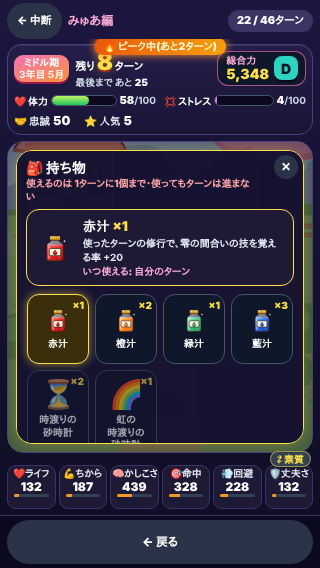 ← 中断
みゅあ編
22 / 46ターン
🔥 ピーク中(あと2ターン)
ミドル期
3年目 5月
残り 8 ターン
最後まであと 25
総合力
5,348 D
❤️ 体力 58/100
💢 ストレス 4/100
🤝 忠誠 50 ⭐ 人気 5
🎒 持ち物
使えるのは 1ターンに1個まで・使ってもターンは進まな
い
✕
赤汁 ×1
使ったターンの修行で、零の間合いの技を覚え
る率 +20
いつ使える: 自分のターン
×1
赤汁
×2
橙汁
×1
緑汁
×3
藍汁
×2
時渡りの
砂時計
×1
虹の
時渡りの
砂時計
素質
❤️ライフ
132
💪ちから
187
🧠かしこさ
439
🎯命中
328
💨回避
228
🛡️丈夫さ
132
← 戻る